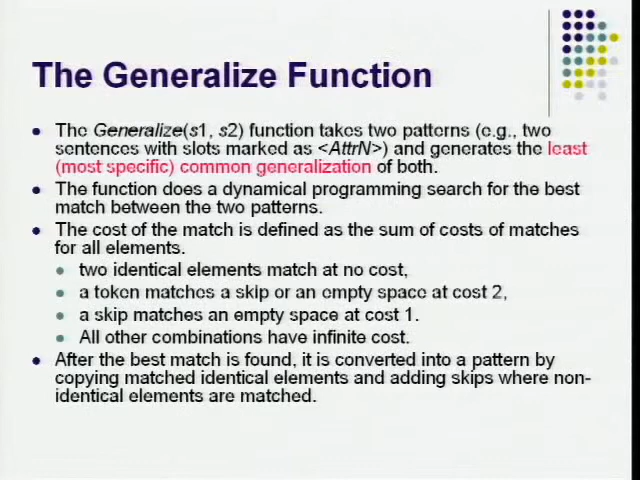 The Generalize Function
The Generalize(s1, s2) function takes two patterns (e.g., two
sentences with slots marked as <AttrN>) and generates the least
(most specific) common generalization of both.
The function does a dynamical programming search for the best
match between the two patterns.
The cost of the match is defined as the sum of costs of matches
for all elements.
two identical elements match at no cost,
a token matches a skip or an empty space at cost 2,
a skip matches an empty space at cost 1.
All other combinations have infinite cost.
After the best match is found, it is converted into a pattern by
copying matched identical elements and adding skips where non-
identical elements are matched.